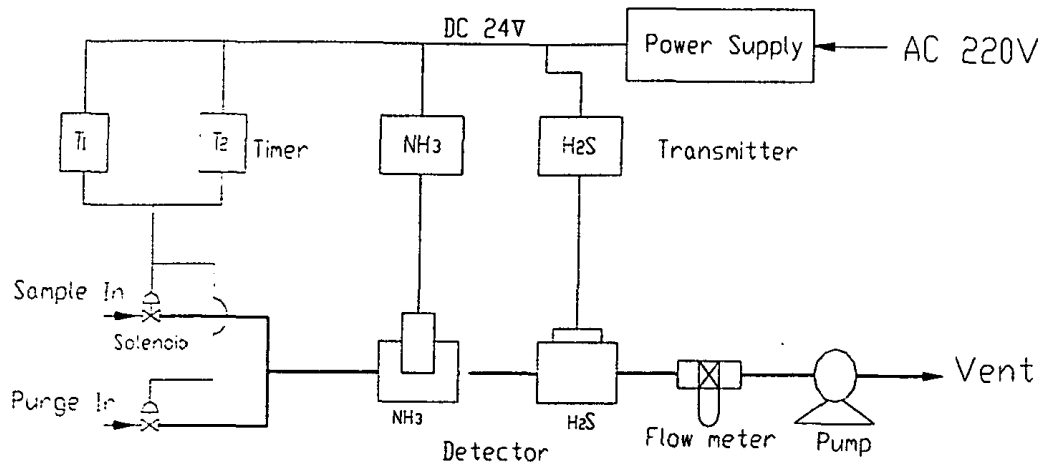 DC 24V
Power Supply
AC 220V
T1
T2
Timer
NH3
H2S
Transmitter
Sample In
Solenoid
Purge In
NH3
H2S
Detector
Flow meter
Pump
Vent